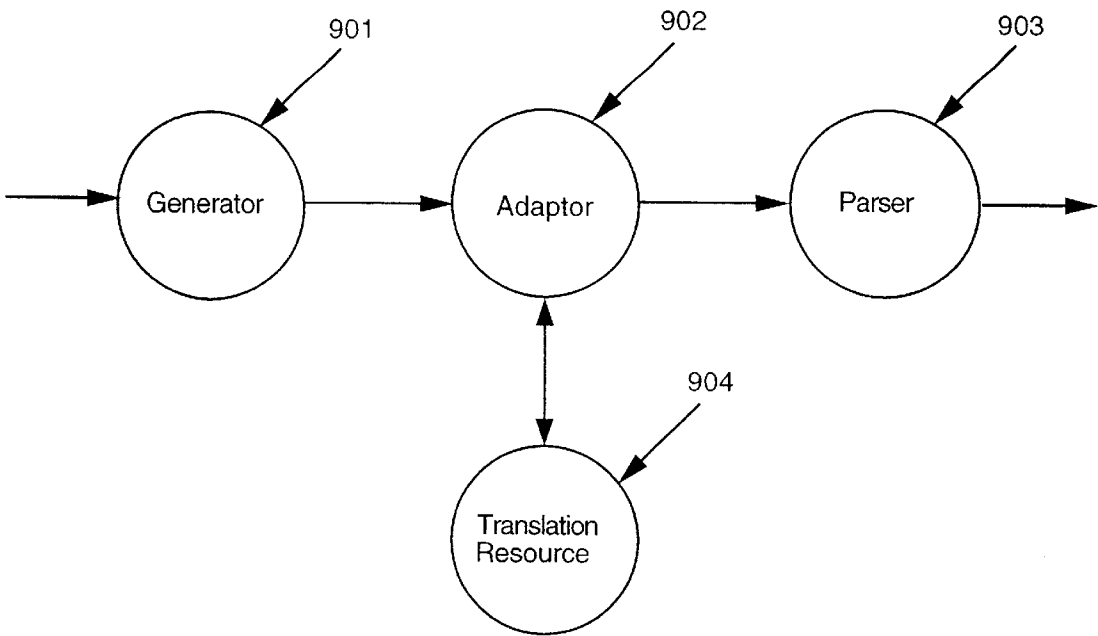 901
902
903
Generator
Adaptor
Parser
904
Translation
Resource